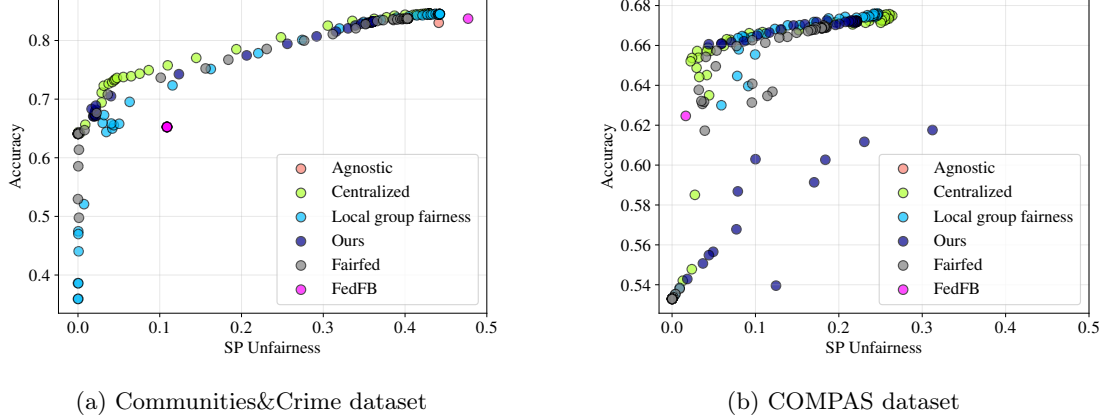 0.8
0.7
0.6
0.5
0.4
Accuracy
0.0 0.1 0.2 0.3 0.4 0.5
SP Unfairness
Agnostic
Centralized
Local group fairness
Ours
Fairfed
FedFB
(a) Communities&Crime dataset
0.68
0.66
0.64
0.62
0.60
0.58
0.56
0.54
Accuracy
0.0 0.1 0.2 0.3 0.4 0.5
SP Unfairness
Agnostic
Centralized
Local group fairness
Ours
Fairfed
FedFB
(b) COMPAS dataset